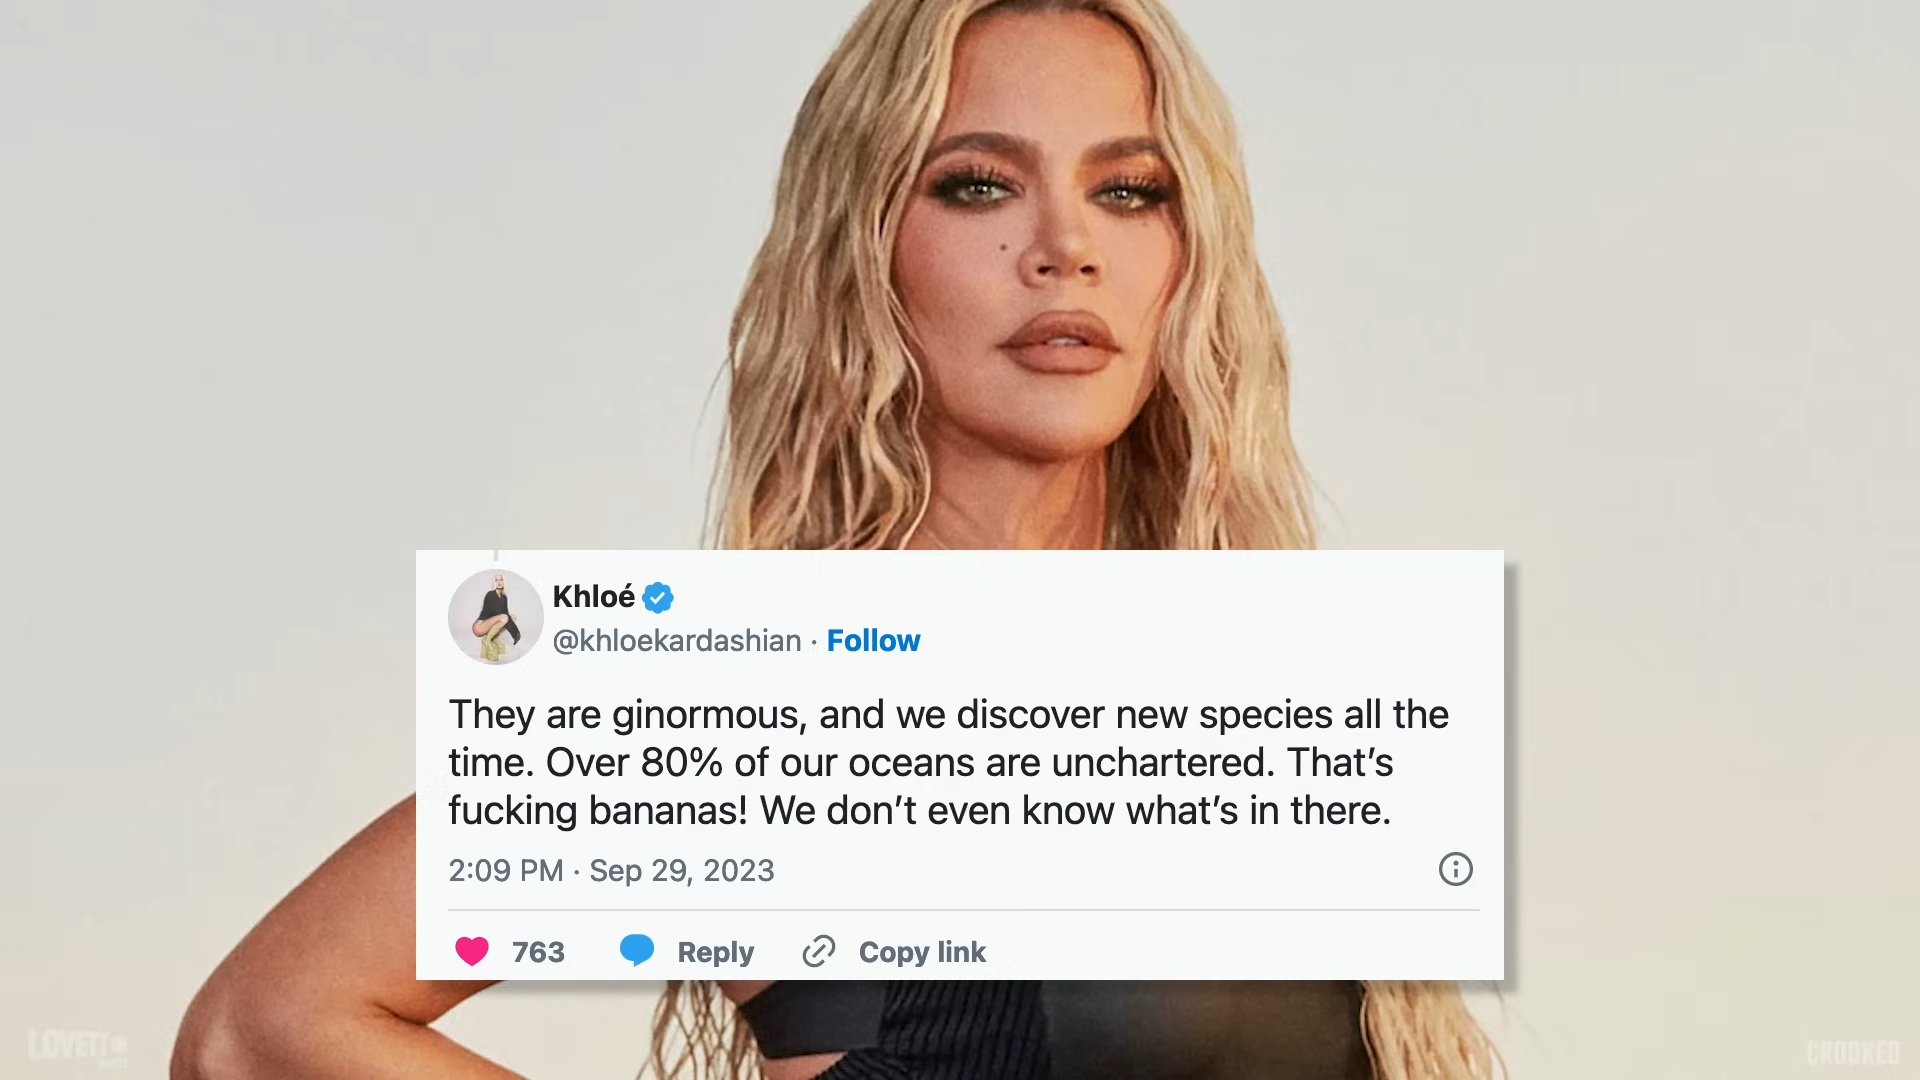 Khloé
@khloekardashian · Follow
They are ginormous, and we discover new species all the
time. Over 80% of our oceans are unchartered. That’s
fucking bananas! We don’t even know what’s in there.
2:09 PM · Sep 29, 2023
763 Reply Copy link
LOVETT OR
CROOKED